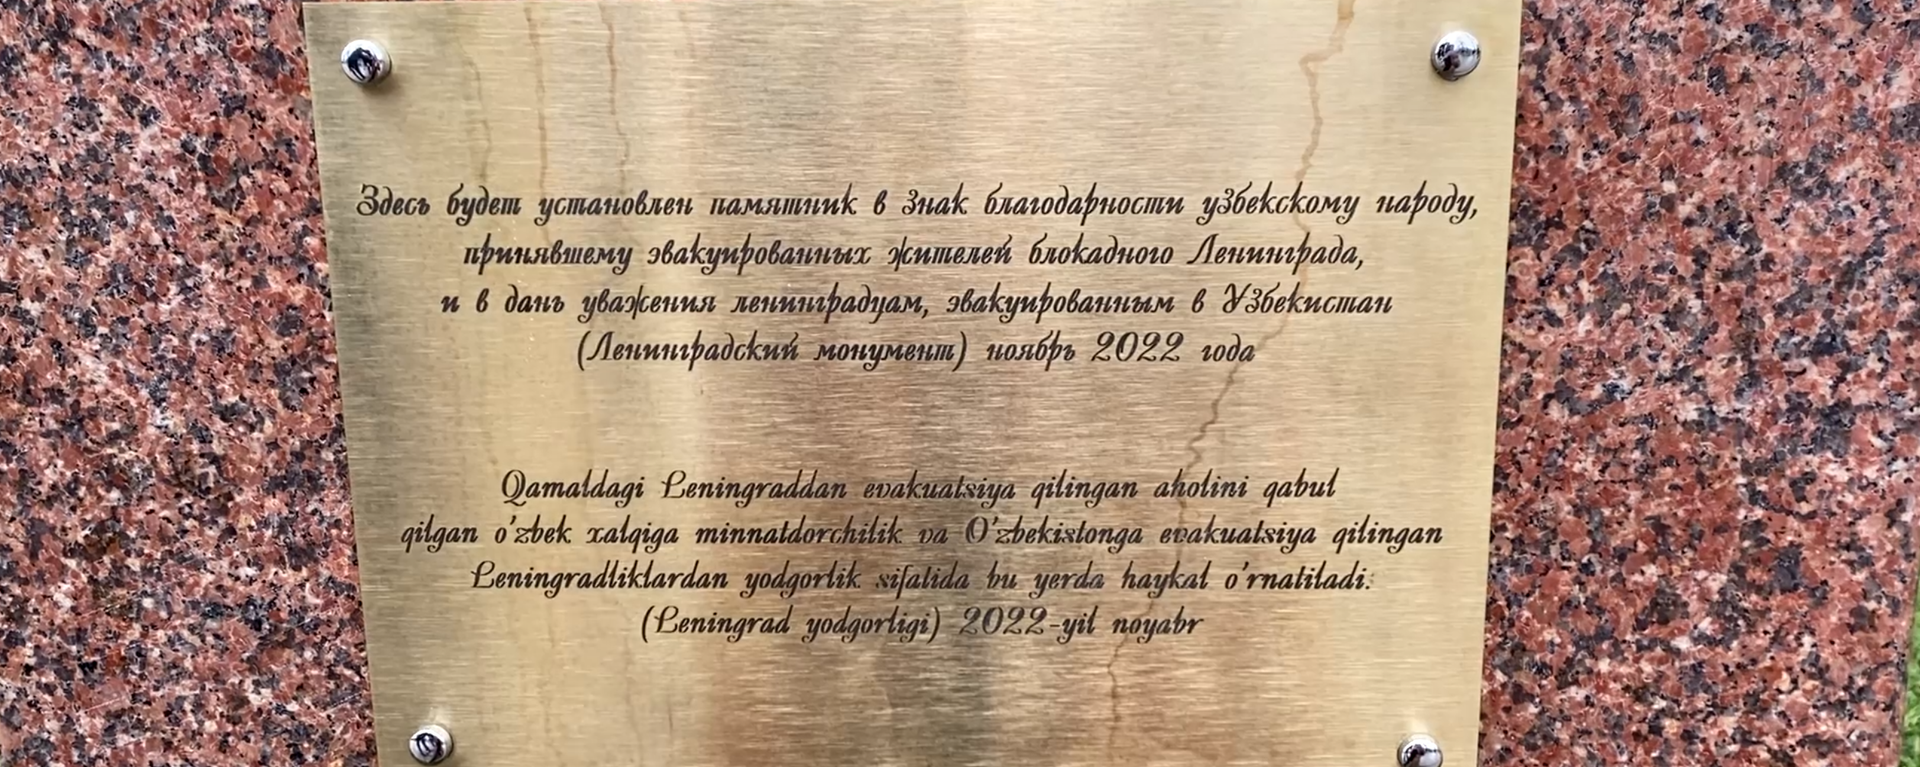 Здесь будет установлен памятник в знак благодарности узбекскому народу,
принявшему эвакуированных жителей блокадного Ленинграда,
и в дань уважения ленинградцам, эвакуированным в Узбекистан
(Ленинградский монумент) ноябрь 2022 года
Qamaldagi Leningraddan evakuatsiya qilingan aholini qabul
qilgan o'zbek xalqiga minnatdorchilik va O'zbekistonga evakuatsiya qilingan
Leningradliklardan yodgorlik sifatida bu yerda haykal o'rnatiladi.
(Leningrad yodgorligi) 2022-yil noyabr